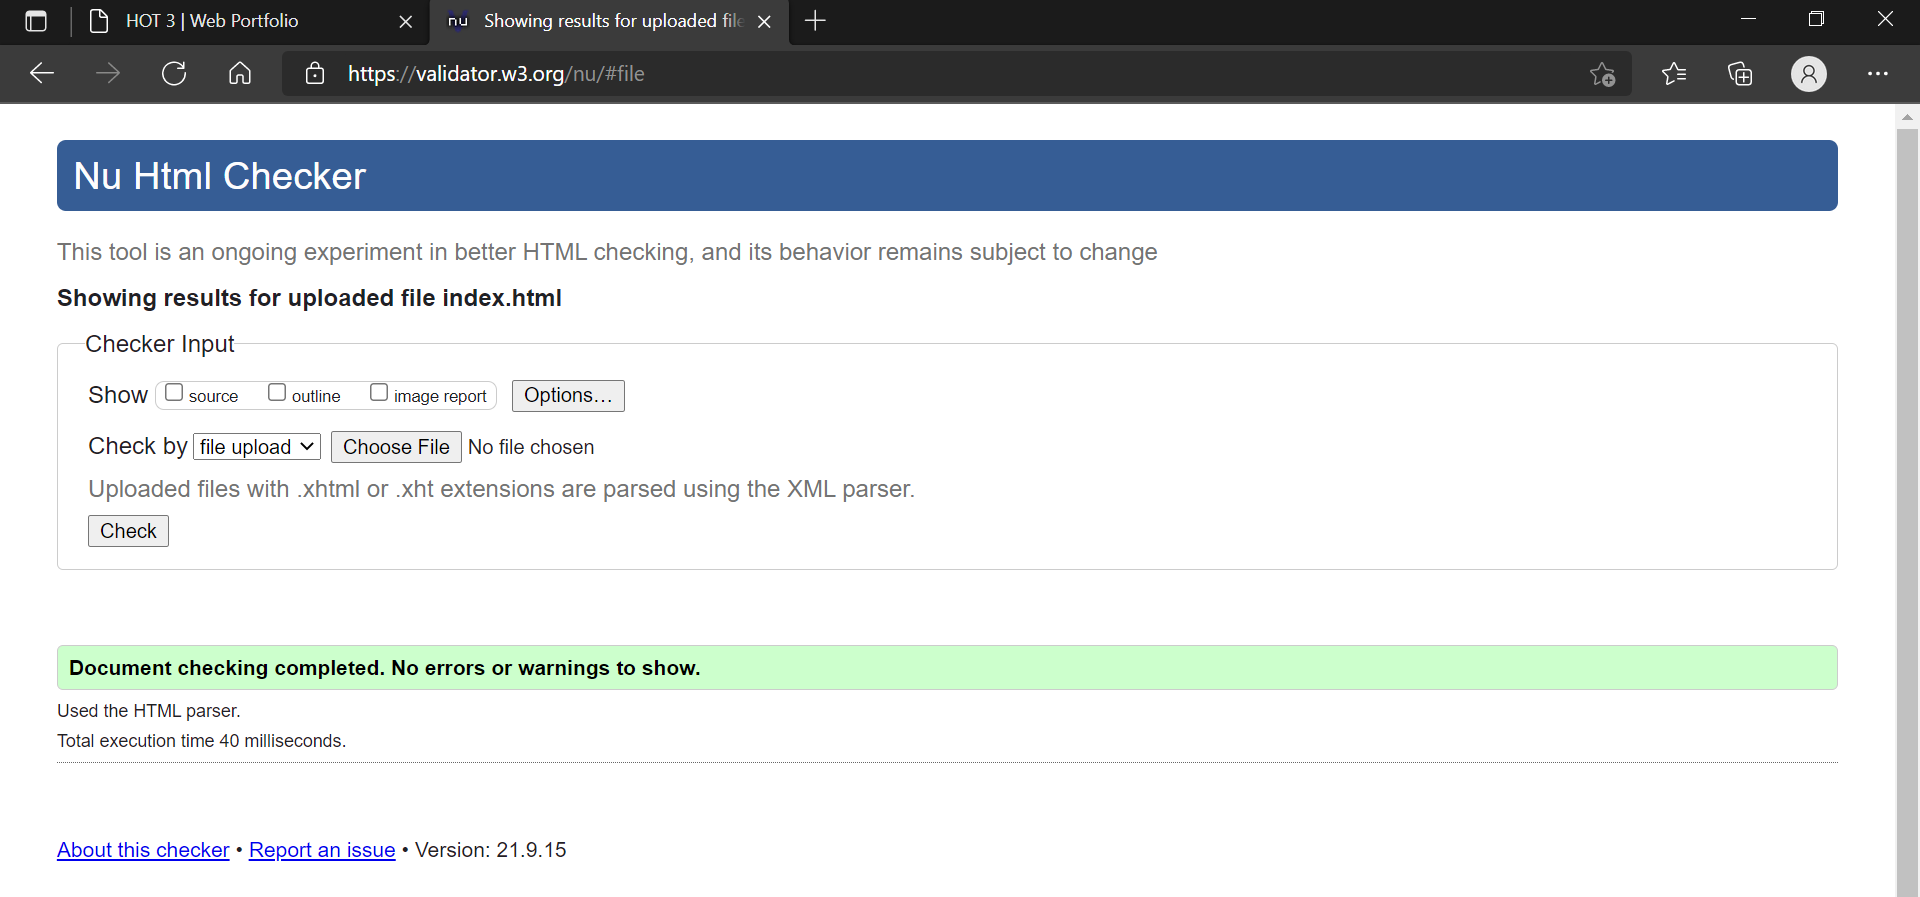 HOT 3 | Web Portfolio
nu Showing results for uploaded file
https://validator.w3.org/nu/#file
Nu Html Checker
This tool is an ongoing experiment in better HTML checking, and its behavior remains subject to change
Showing results for uploaded file index.html
Checker Input
Show source outline image report Options...
Check by file upload Choose File No file chosen
Uploaded files with .xhtml or .xht extensions are parsed using the XML parser.
Check
Document checking completed. No errors or warnings to show.
Used the HTML parser.
Total execution time 40 milliseconds.
About this checker • Report an issue • Version: 21.9.15